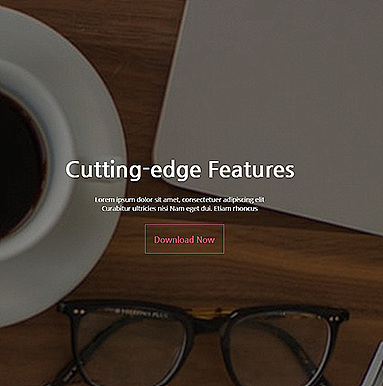 Cutting-edge Features
Lorem ipsum dolor sit amet, consectetuer adipiscing elit
Curabitur ultricies nisi Nam eget dui. Etiam rhoncus
Download Now